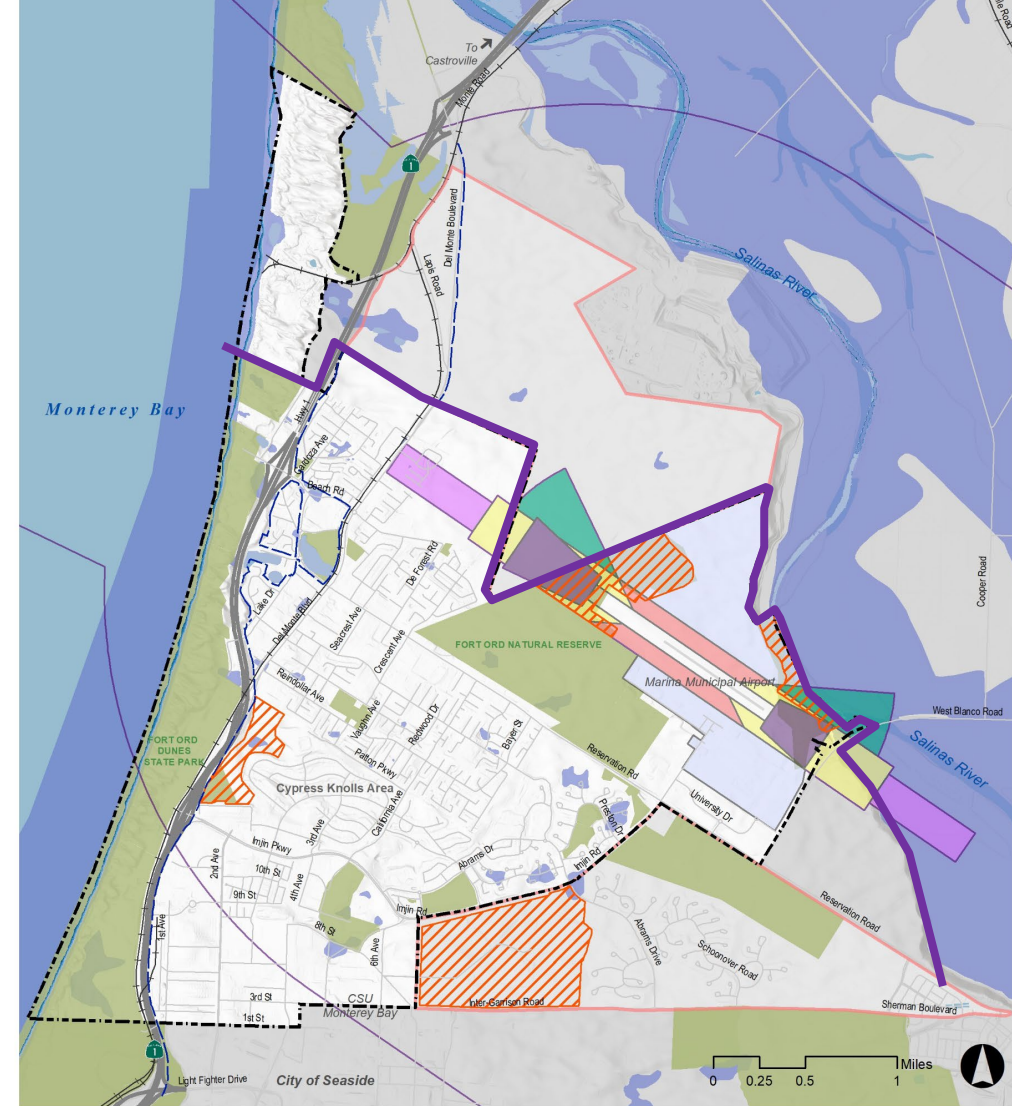 To
Castroville
Monte Road
1
Del Monte Boulevard
Lapis Road
Salinas River
Monterey Bay
Hwy 1
Beach Rd
Cooper Road
De Forest Rd
Lake Dr
Del Monte Blvd
Seacrest Ave
Crescent Ave
FORT ORD NATURAL RESERVE
Marina Municipal Airport
Reindollar Ave
Vaughn Ave
Redwood Dr
Bayer St
West Blanco Road
Salinas River
FORT ORD
DUNES
STATE PARK
Patton Pkwy
Reservation Rd
Cypress Knolls Area
California Ave
University Dr
Preston Dr
3rd Ave
Imjin Pkwy
2nd Ave
10th St
4th Ave
9th St
Abrams Dr
Imjin Rd
Imjin Rd
8th St
6th Ave
1st Ave
Reservation Road
Abrams Drive
Schoonover Road
3rd St
CSU
Monterey Bay
1st St
Inter-Garrison Road
Sherman Boulevard
1
Light Fighter Drive
City of Seaside
Miles
0 0.25 0.5 1